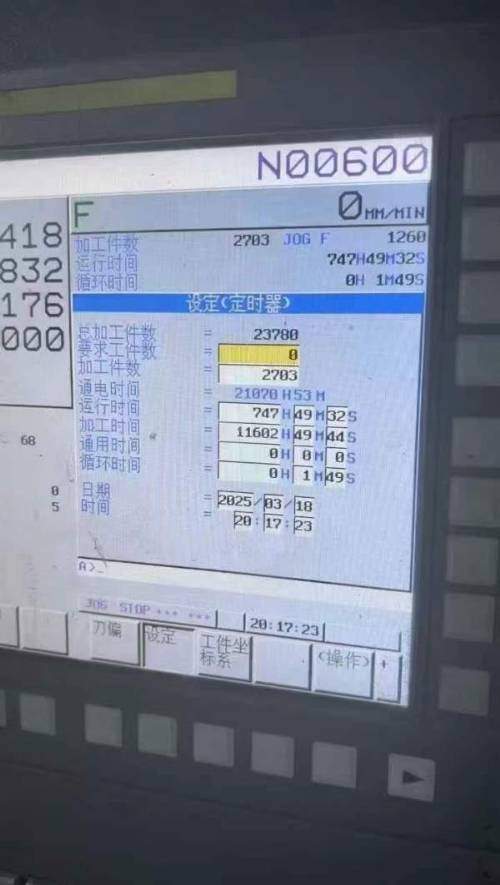 N00600
F 0 MM/MIN
418
832
176
000
加工件数 2703 JOG F 1260
运行时间 747H49M32S
循环时间 0H 1M49S
设定(定时器)
总加工件数 = 23780
要求工件数 = 0
加工件数 = 2703
通电时间 = 21070H53M
运行时间 = 747H49M32S
加工时间 = 11602H49M44S
通用时间 = 0H 0M 0S
循环时间 = 0H 1M49S
日期 = 2025/03/18
时间 = 20:17:23
68
0
5
A>_
JOG STOP *** ***
20:17:23
刀偏
设定
工件坐标系
(操作)
+